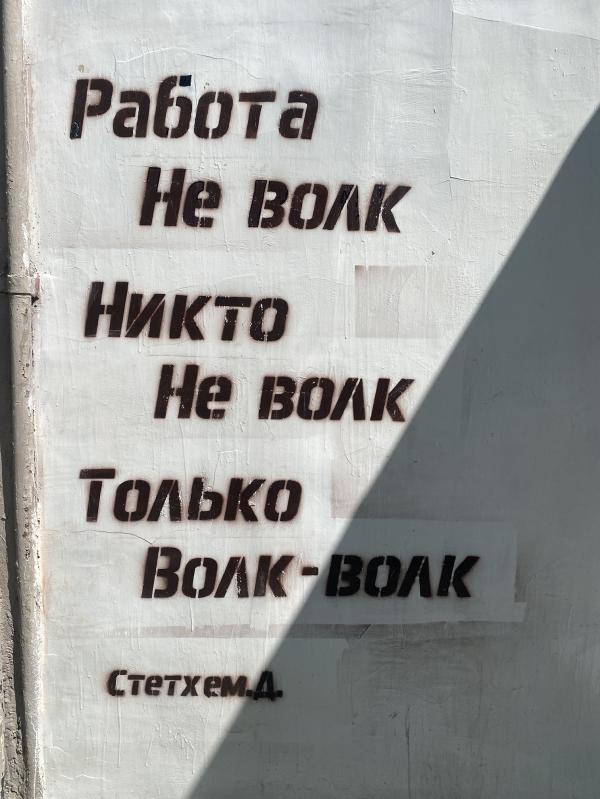 Работа
Не волк
Никто
Не волк
Только
Волк-волк
Стетхем.Д.